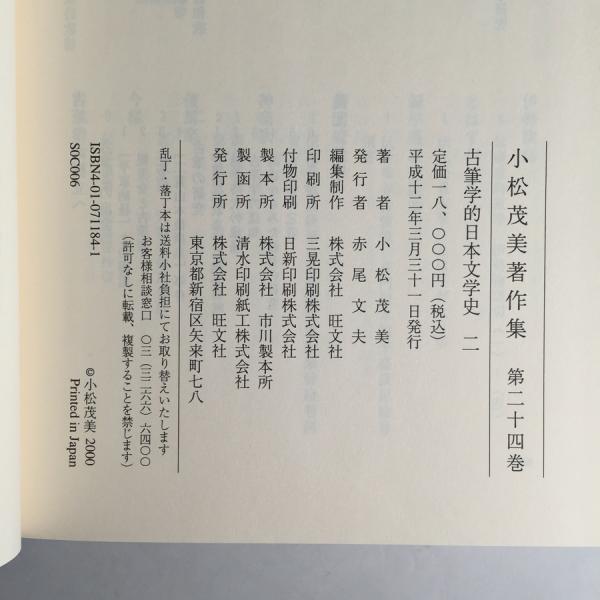 小松茂美著作集 第二十四巻
古筆学的日本文学史 二
定価一八、〇〇〇円（税込）
平成十二年三月三十一日発行
著者 小松茂美
発行者 赤尾文夫
編集制作 株式会社 旺文社
印刷所 三晃印刷株式会社
付物印刷 日新印刷株式会社
製本所 株式会社 市川製本所
製函所 清水印刷紙工株式会社
発行所 株式会社 旺文社
東京都新宿区矢来町七八
乱丁・落丁本は送料小社負担にてお取り替えいたします
お客様相談窓口 〇三（三二六六）六四〇〇
（許可なしに転載、複製することを禁じます）
©小松茂美 2000
Printed in Japan
ISBN4-01-071184-1
S0C006